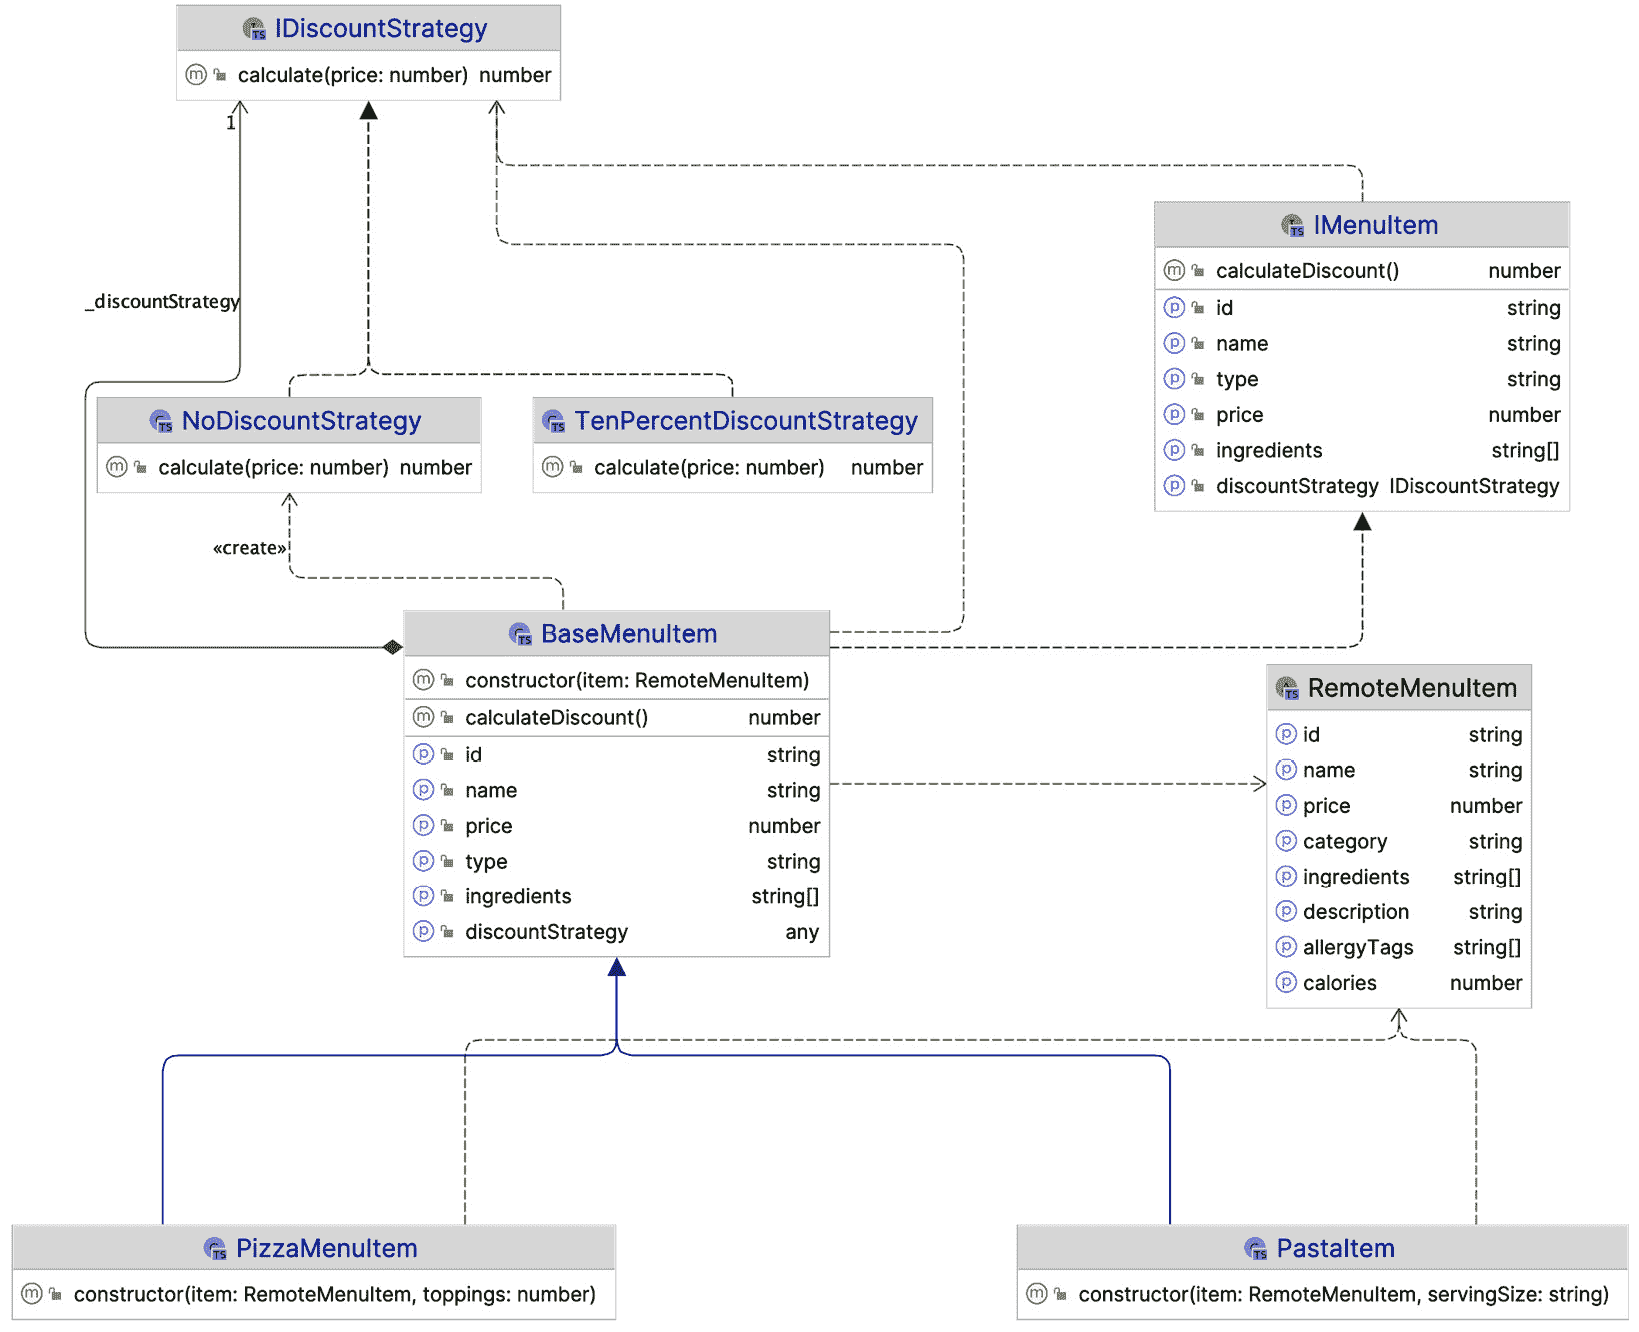 IDiscountStrategy
calculate(price: number) number
1
_discountStrategy
IMenuItem
calculateDiscount() number
id string
name string
type string
price number
ingredients string[]
discountStrategy IDiscountStrategy
NoDiscountStrategy
calculate(price: number) number
TenPercentDiscountStrategy
calculate(price: number) number
«create»
BaseMenuItem
constructor(item: RemoteMenuItem)
calculateDiscount() number
id string
name string
price number
type string
ingredients string[]
discountStrategy any
RemoteMenuItem
id string
name string
price number
category string
ingredients string[]
description string
allergyTags string[]
calories number
PizzaMenuItem
constructor(item: RemoteMenuItem, toppings: number)
PastaItem
constructor(item: RemoteMenuItem, servingSize: string)